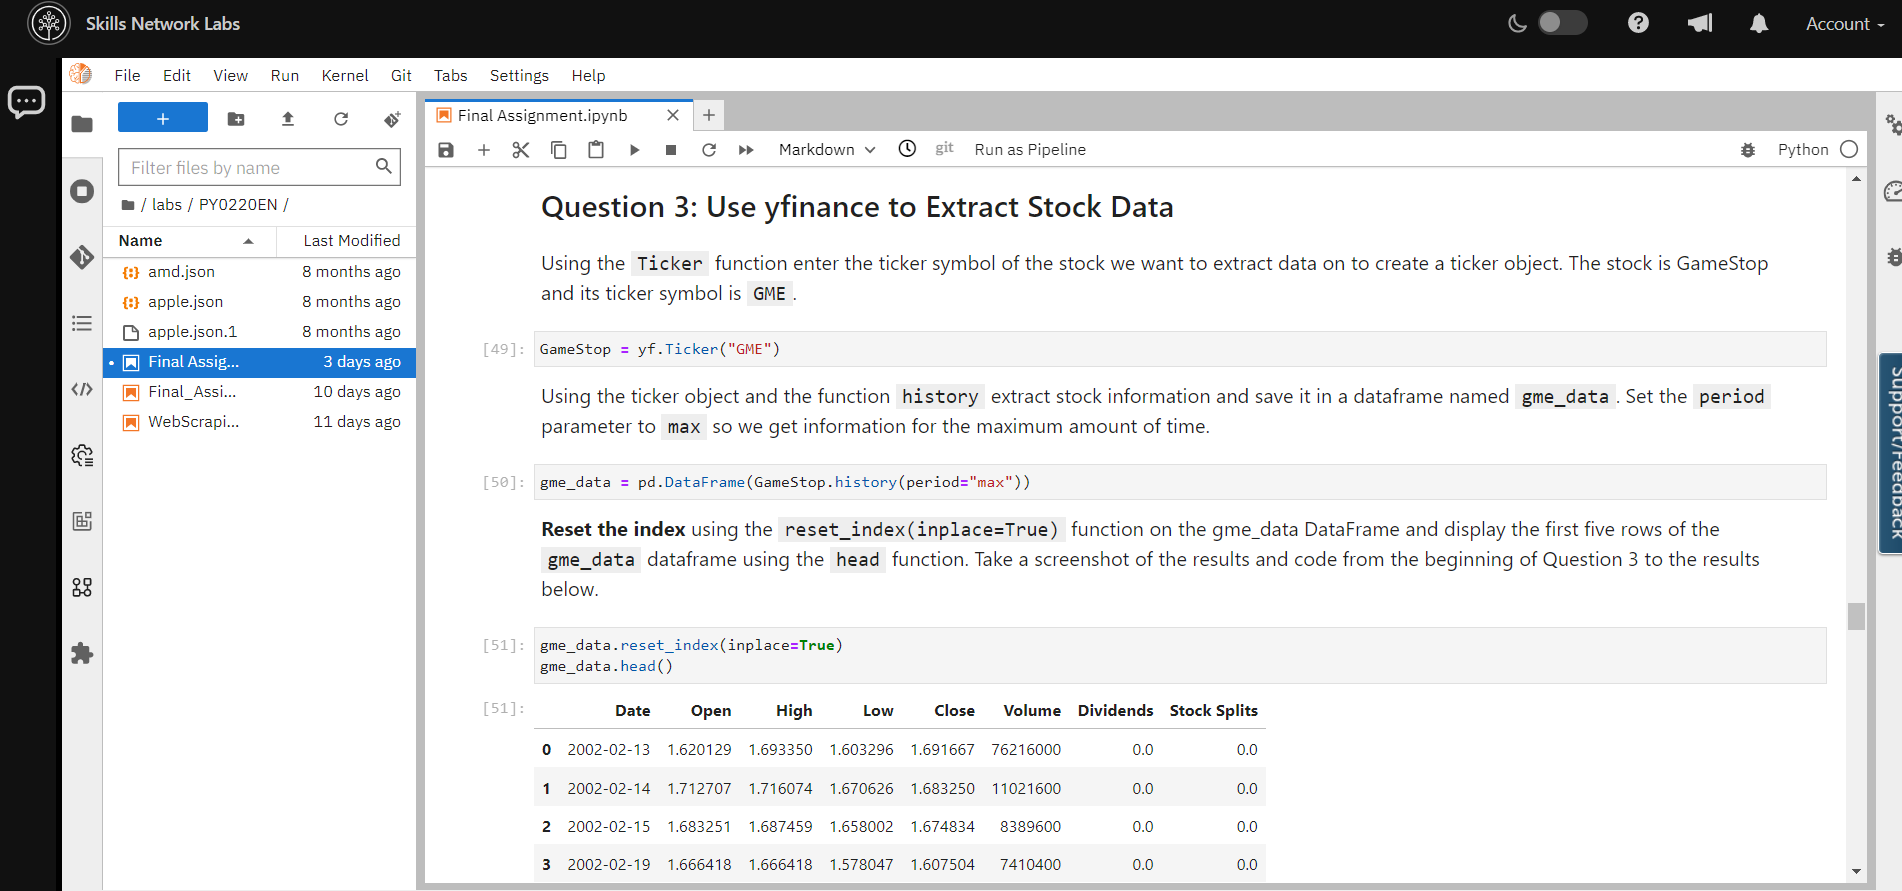 Skills Network Labs
Account
File Edit View Run Kernel Git Tabs Settings Help
Filter files by name
/ labs / PY0220EN /
Name Last Modified
amd.json 8 months ago
apple.json 8 months ago
apple.json.1 8 months ago
Final Assig... 3 days ago
Final_Assi... 10 days ago
WebScrapi... 11 days ago
Final Assignment.ipynb
Markdown git Run as Pipeline Python
Question 3: Use yfinance to Extract Stock Data
Using the Ticker function enter the ticker symbol of the stock we want to extract data on to create a ticker object. The stock is GameStop
and its ticker symbol is GME.
[49]: GameStop = yf.Ticker("GME")
Using the ticker object and the function history extract stock information and save it in a dataframe named gme_data. Set the period
parameter to max so we get information for the maximum amount of time.
[50]: gme_data = pd.DataFrame(GameStop.history(period="max"))
Reset the index using the reset_index(inplace=True) function on the gme_data DataFrame and display the first five rows of the
gme_data dataframe using the head function. Take a screenshot of the results and code from the beginning of Question 3 to the results
below.
[51]: gme_data.reset_index(inplace=True)
gme_data.head()
[51]: Date Open High Low Close Volume Dividends Stock Splits
0 2002-02-13 1.620129 1.693350 1.603296 1.691667 76216000 0.0 0.0
1 2002-02-14 1.712707 1.716074 1.670626 1.683250 11021600 0.0 0.0
2 2002-02-15 1.683251 1.687459 1.658002 1.674834 8389600 0.0 0.0
3 2002-02-19 1.666418 1.666418 1.578047 1.607504 7410400 0.0 0.0
Support/Feedback